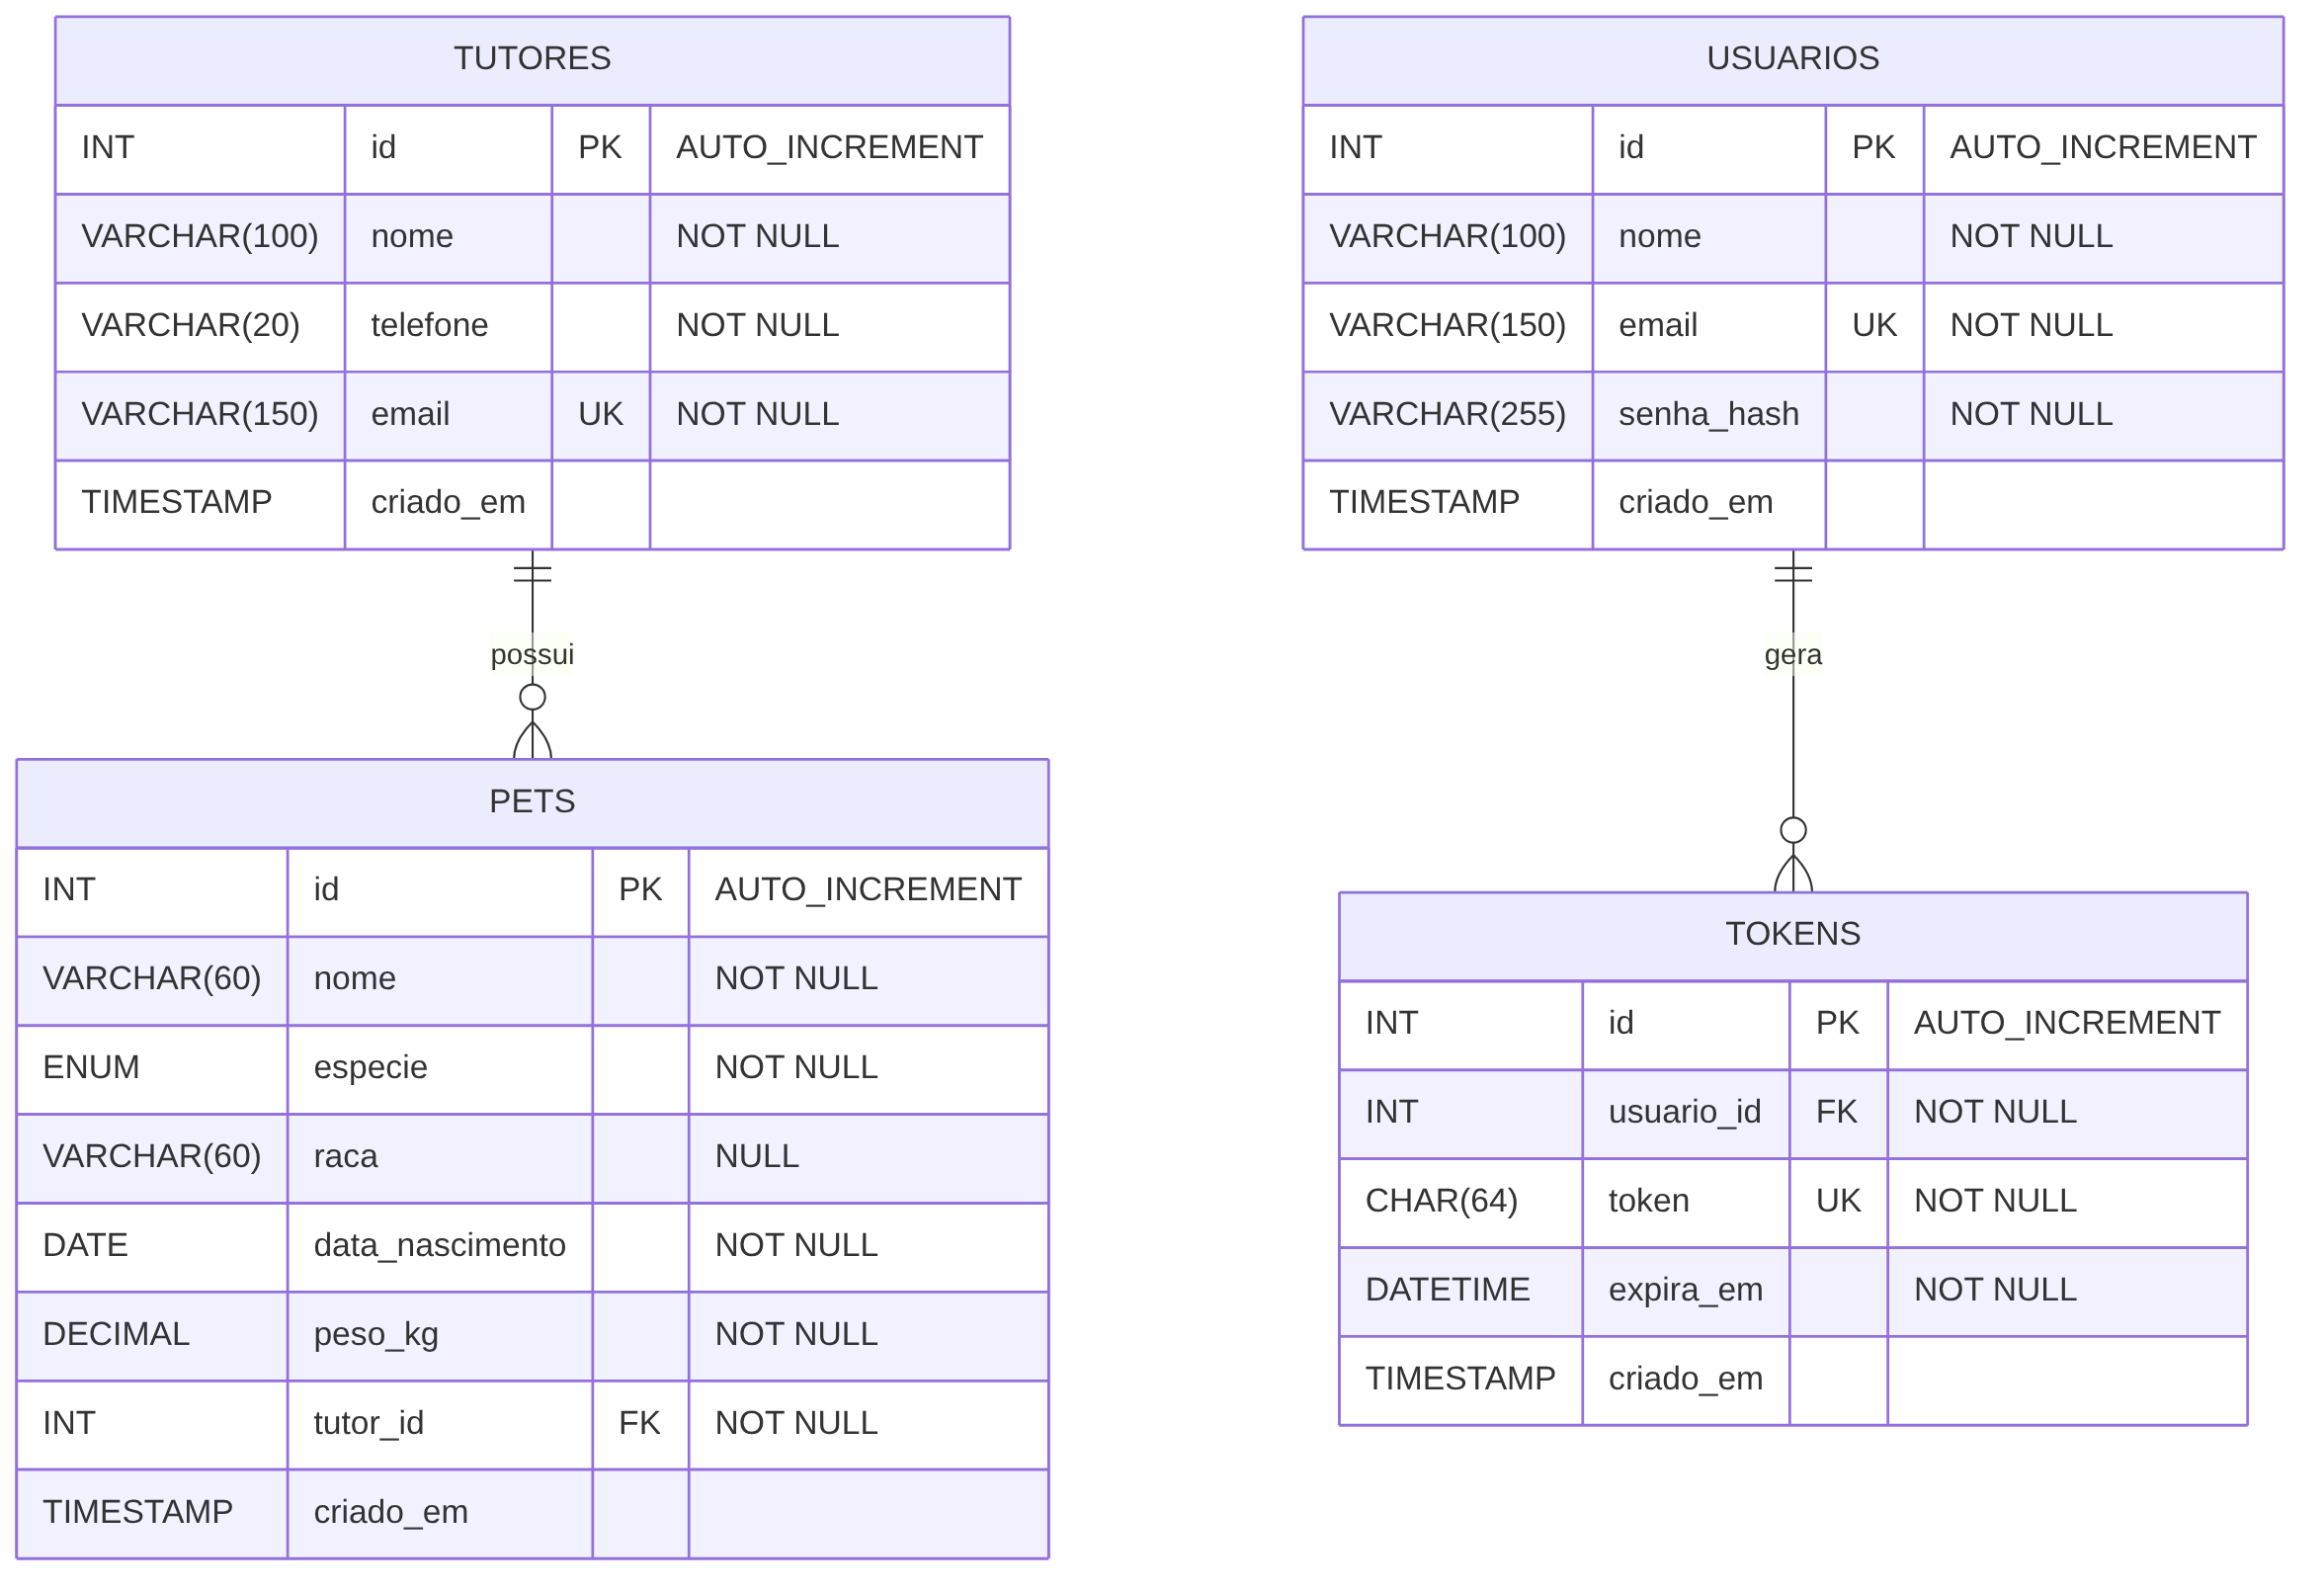 TUTORES
INT id PK AUTO_INCREMENT
VARCHAR(100) nome NOT NULL
VARCHAR(20) telefone NOT NULL
VARCHAR(150) email UK NOT NULL
TIMESTAMP criado_em
possui
PETS
INT id PK AUTO_INCREMENT
VARCHAR(60) nome NOT NULL
ENUM especie NOT NULL
VARCHAR(60) raca NULL
DATE data_nascimento NOT NULL
DECIMAL peso_kg NOT NULL
INT tutor_id FK NOT NULL
TIMESTAMP criado_em
USUARIOS
INT id PK AUTO_INCREMENT
VARCHAR(100) nome NOT NULL
VARCHAR(150) email UK NOT NULL
VARCHAR(255) senha_hash NOT NULL
TIMESTAMP criado_em
gera
TOKENS
INT id PK AUTO_INCREMENT
INT usuario_id FK NOT NULL
CHAR(64) token UK NOT NULL
DATETIME expira_em NOT NULL
TIMESTAMP criado_em